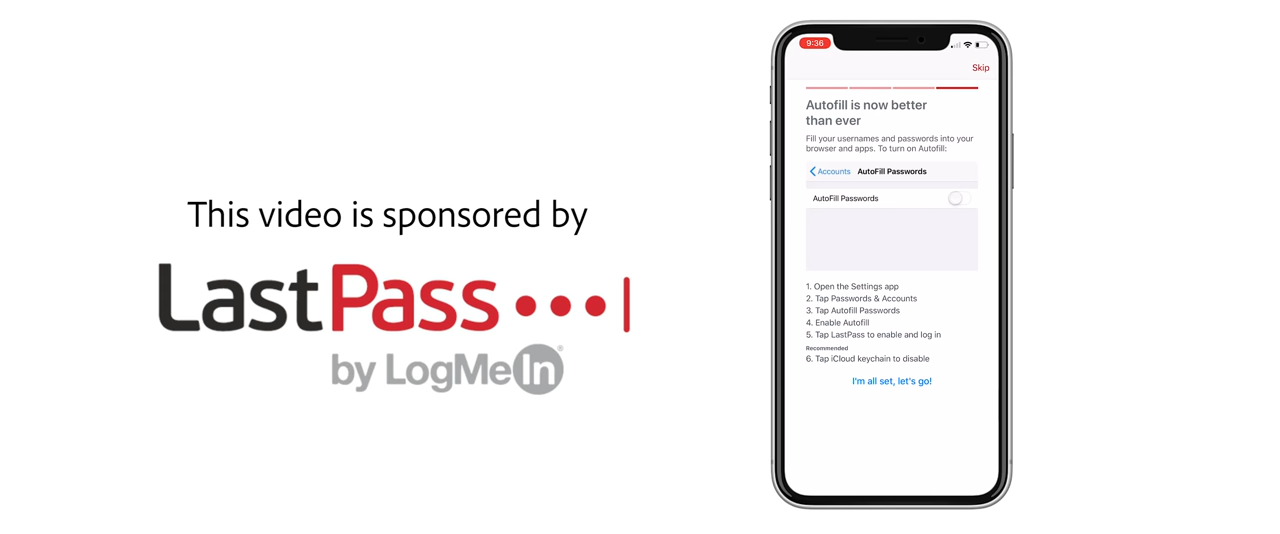 This video is sponsored by
LastPass
by LogMeIn®
9:36
Skip
Autofill is now better
than ever
Fill your usernames and passwords into your
browser and apps. To turn on Autofill:
Accounts AutoFill Passwords
AutoFill Passwords
1. Open the Settings app
2. Tap Passwords & Accounts
3. Tap Autofill Passwords
4. Enable Autofill
5. Tap LastPass to enable and log in
Recommended
6. Tap iCloud keychain to disable
I'm all set, let's go!